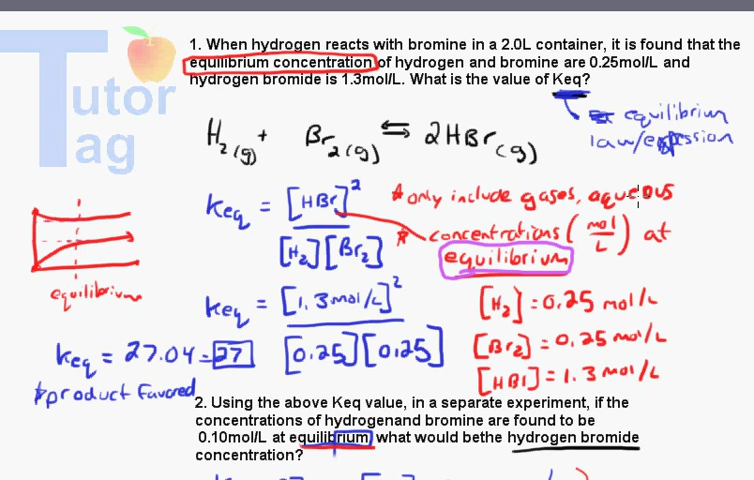 Tutor
Tag
1. When hydrogen reacts with bromine in a 2.0L container, it is found that the
equilibrium concentration of hydrogen and bromine are 0.25mol/L and
hydrogen bromide is 1.3mol/L. What is the value of Keq?
equilibrium
law/expression
H2(g) + Br2(g) ⇌ 2HBr(g)
Keq = [HBr]²
[H2][Br2]
* only include gases, aqueous
* concentrations (mol/L) at
equilibrium
equilibrium
Keq = [1.3mol/L]²
[0.25][0.25]
[H2] = 0.25 mol/L
[Br2] = 0.25 mol/L
[HBr] = 1.3 mol/L
Keq = 27.04 = 27
* product favored
2. Using the above Keq value, in a separate experiment, if the
concentrations of hydrogenand bromine are found to be
0.10mol/L at equilibrium what would bethe hydrogen bromide
concentration?